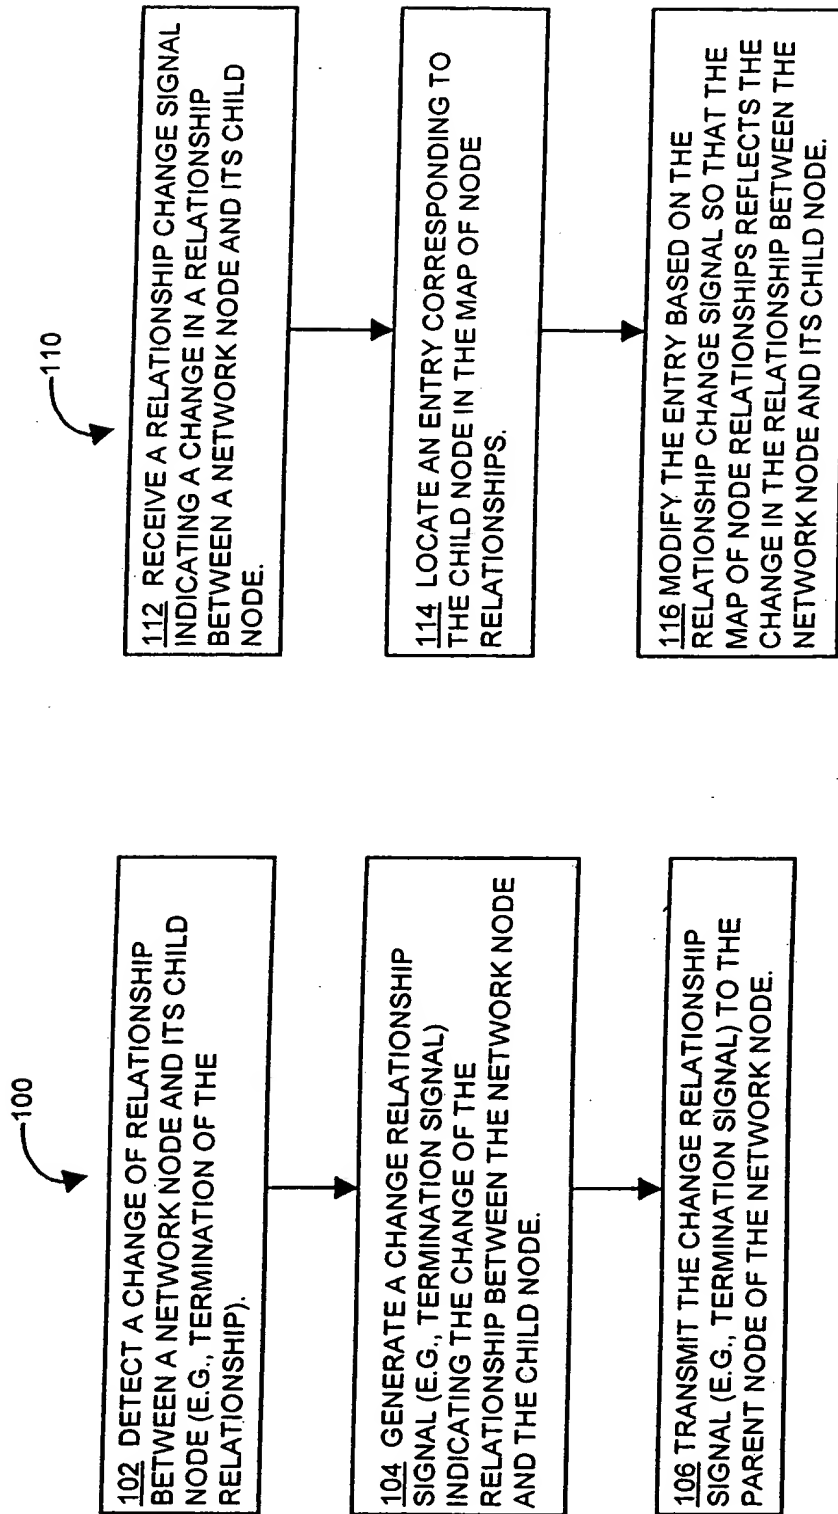 100
102 DETECT A CHANGE OF RELATIONSHIP
BETWEEN A NETWORK NODE AND ITS CHILD
NODE (E.G., TERMINATION OF THE
RELATIONSHIP).
104 GENERATE A CHANGE RELATIONSHIP
SIGNAL (E.G., TERMINATION SIGNAL)
INDICATING THE CHANGE OF THE
RELATIONSHIP BETWEEN THE NETWORK NODE
AND THE CHILD NODE.
106 TRANSMIT THE CHANGE RELATIONSHIP
SIGNAL (E.G., TERMINATION SIGNAL) TO THE
PARENT NODE OF THE NETWORK NODE.
110
112 RECEIVE A RELATIONSHIP CHANGE SIGNAL
INDICATING A CHANGE IN A RELATIONSHIP
BETWEEN A NETWORK NODE AND ITS CHILD
NODE.
114 LOCATE AN ENTRY CORRESPONDING TO
THE CHILD NODE IN THE MAP OF NODE
RELATIONSHIPS.
116 MODIFY THE ENTRY BASED ON THE
RELATIONSHIP CHANGE SIGNAL SO THAT THE
MAP OF NODE RELATIONSHIPS REFLECTS THE
CHANGE IN THE RELATIONSHIP BETWEEN THE
NETWORK NODE AND ITS CHILD NODE.